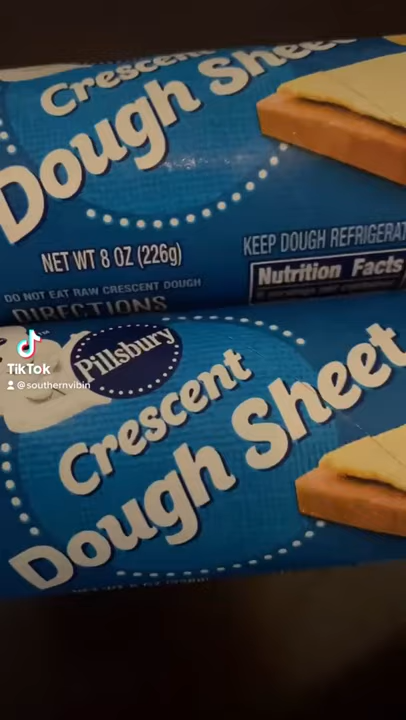 Crescent
Dough Sheet
NET WT 8 OZ (226g)
KEEP DOUGH REFRIGERAT
Nutrition Facts
DO NOT EAT RAW CRESCENT DOUGH
DIRECTIONS
TikTok
@southernvibin
Pillsbury
Crescent
Dough Sheet